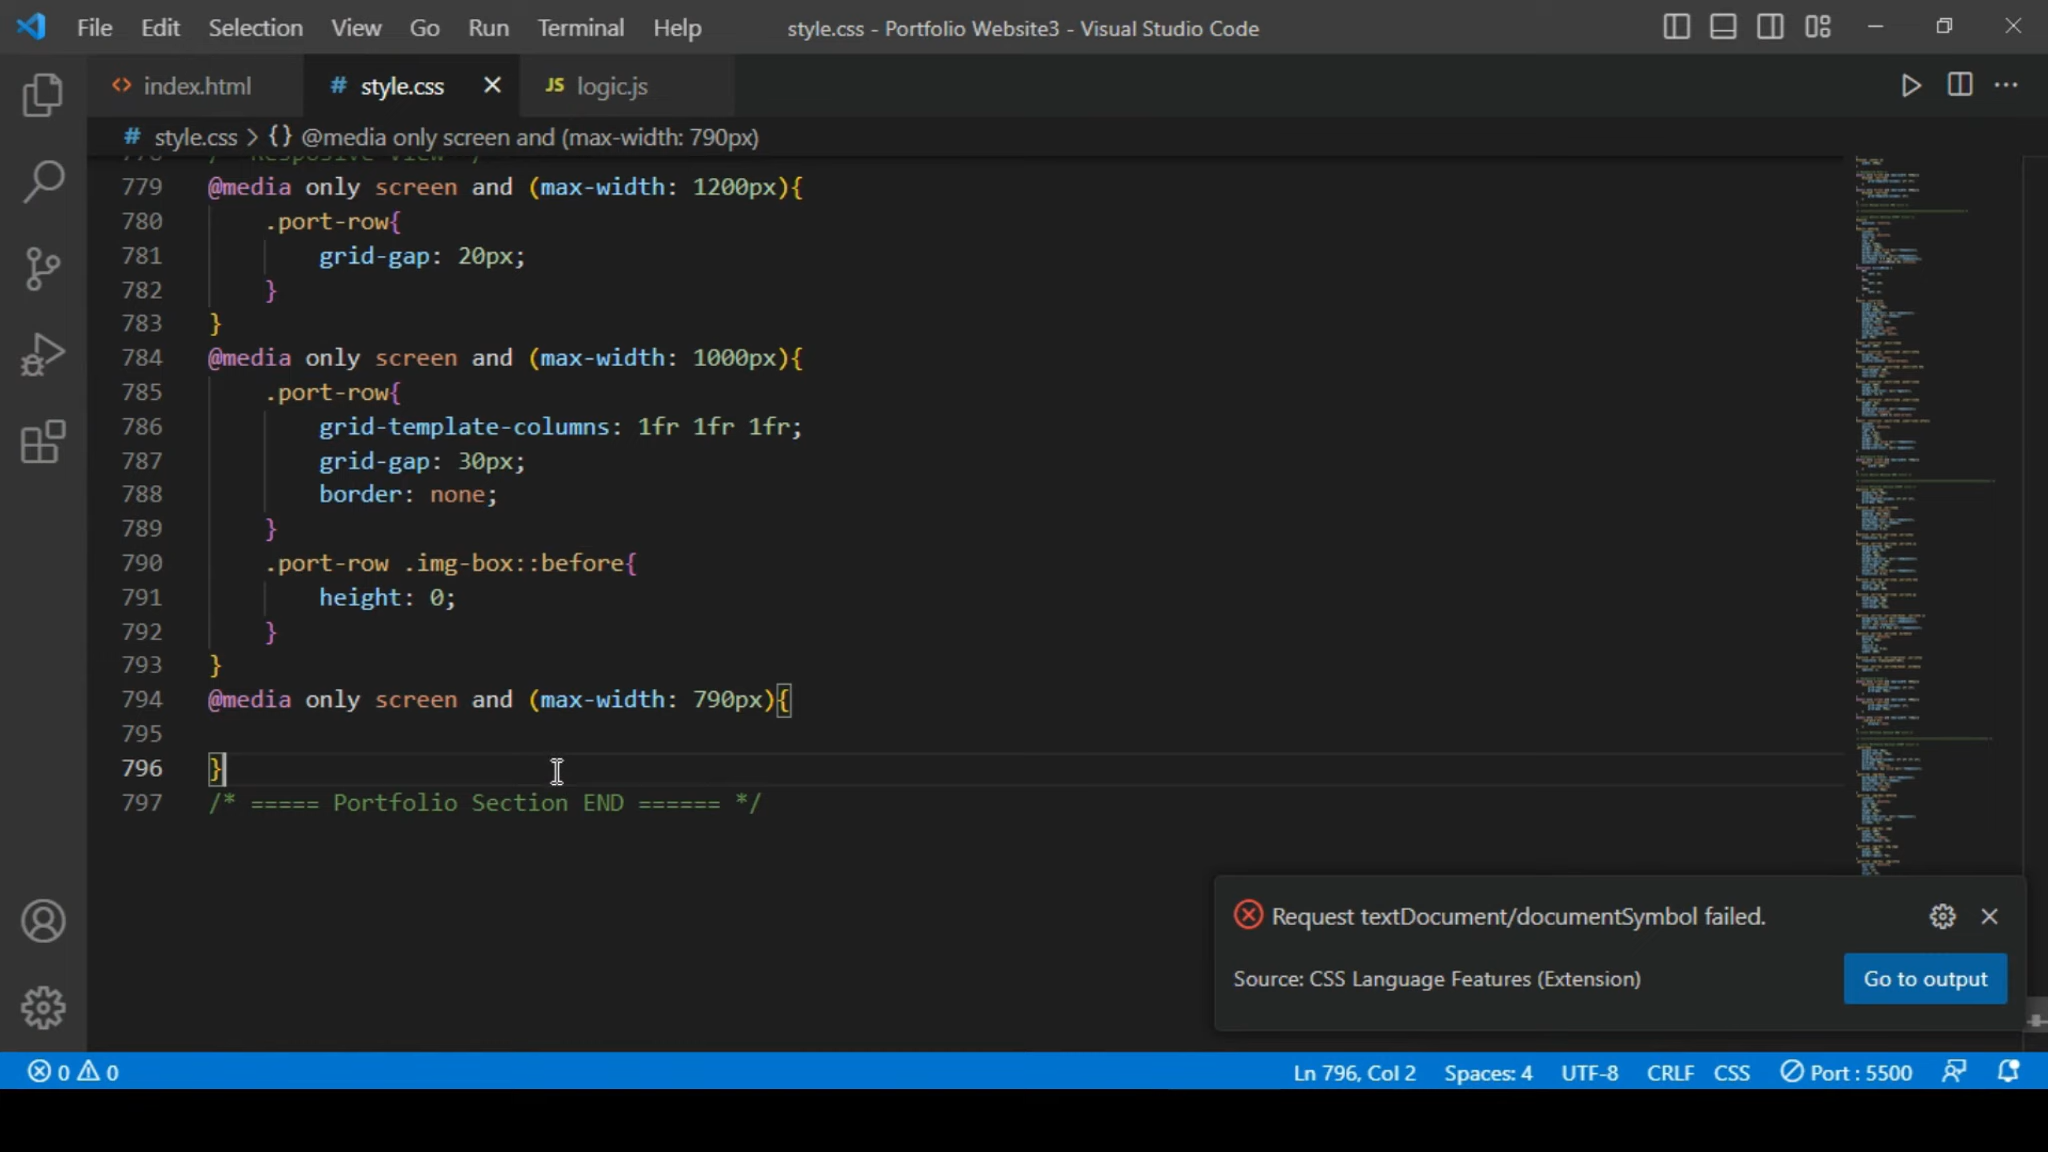 File Edit Selection View Go Run Terminal Help style.css - Portfolio Website3 - Visual Studio Code
<> index.html # style.css JS logic.js
# style.css > {} @media only screen and (max-width: 790px)
779 @media only screen and (max-width: 1200px){
780 .port-row{
781 grid-gap: 20px;
782 }
783 }
784 @media only screen and (max-width: 1000px){
785 .port-row{
786 grid-template-columns: 1fr 1fr 1fr;
787 grid-gap: 30px;
788 border: none;
789 }
790 .port-row .img-box::before{
791 height: 0;
792 }
793 }
794 @media only screen and (max-width: 790px){
795
796 }
797 /* ===== Portfolio Section END ====== */
Request textDocument/documentSymbol failed.
Source: CSS Language Features (Extension) Go to output
0 0 Ln 796, Col 2 Spaces: 4 UTF-8 CRLF CSS Port : 5500